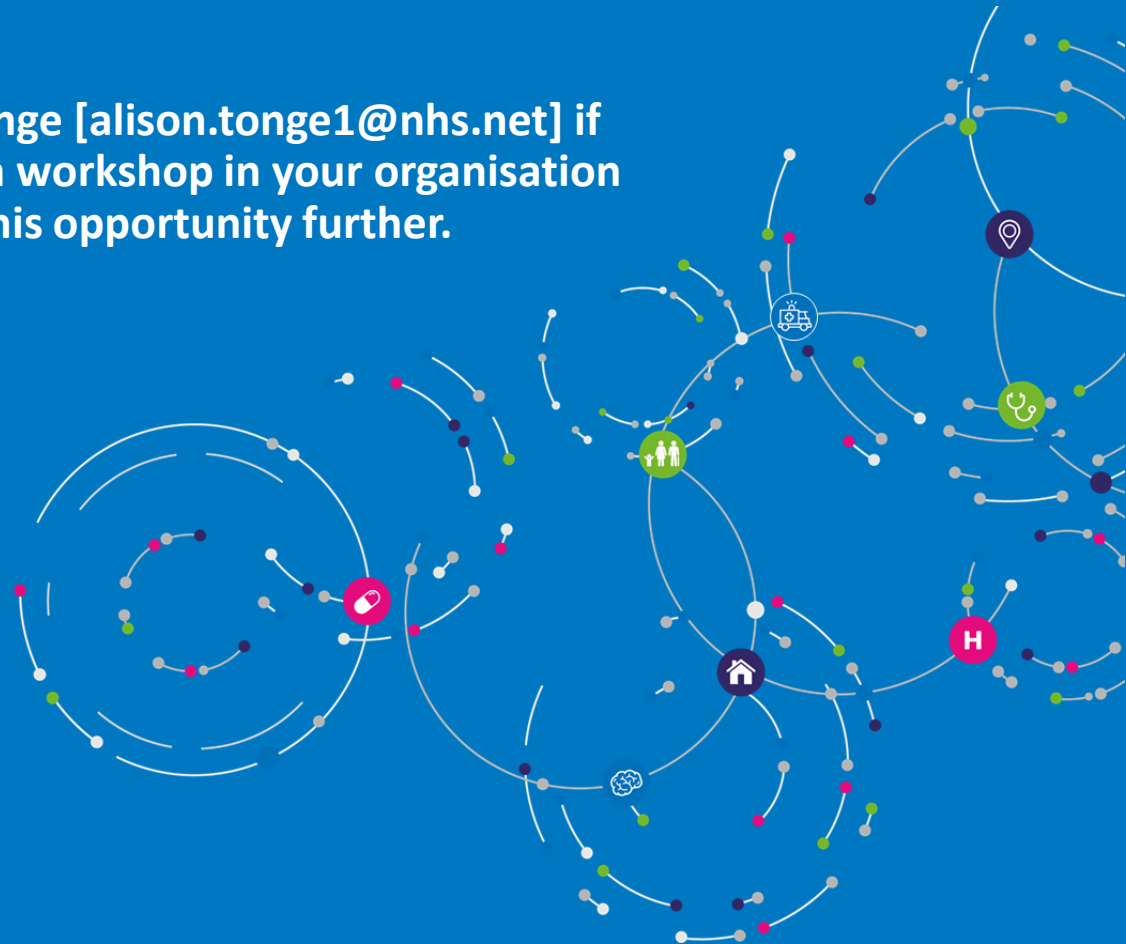 nge [alison.tonge1@nhs.net] if
workshop in your organisation
his opportunity further.
H